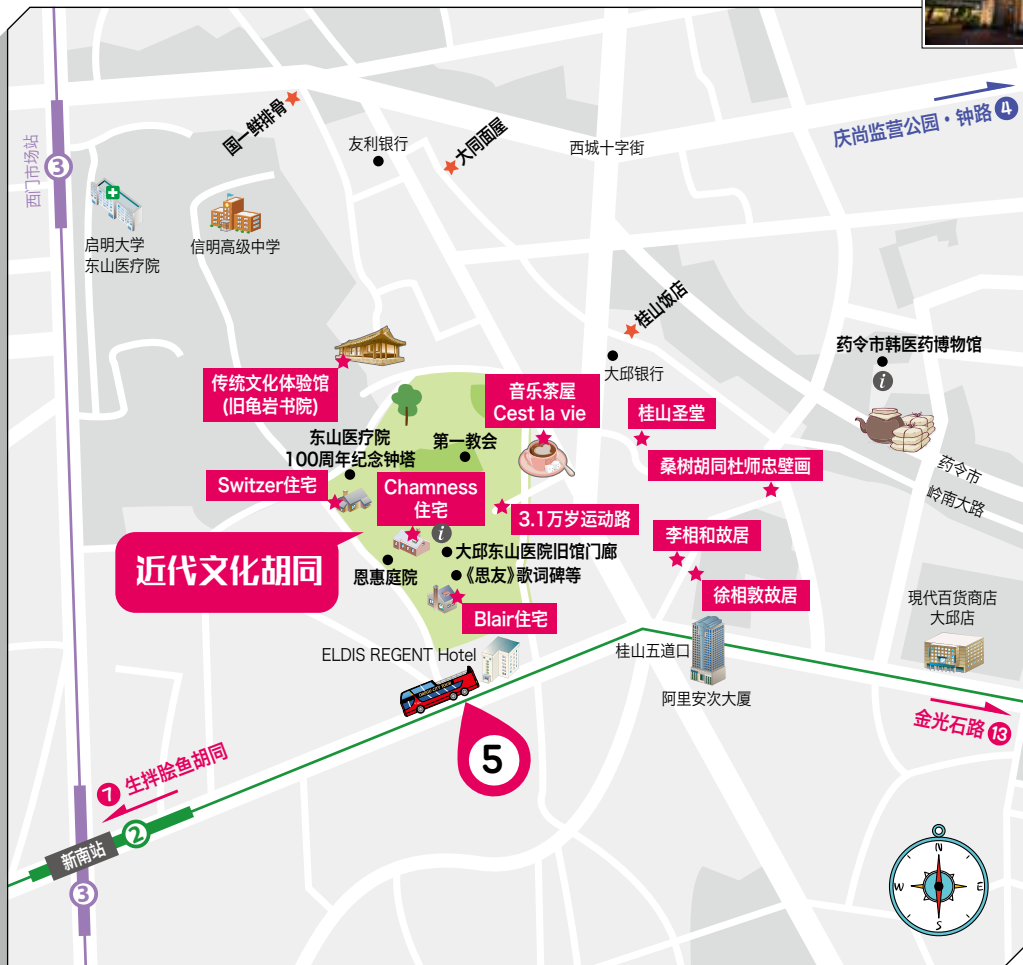 国一鲜排骨
友利银行
大同面屋
西城十字街
庆尚监营公园·钟路 4
西门市场站
3
启明大学
东山医疗院
信明高级中学
桂山饭店
大邱银行
药令市韩医药博物馆
i
传统文化体验馆
(旧龟岩书院)
音乐茶屋
Cest la vie
桂山圣堂
东山医疗院
100周年纪念钟塔
第一教会
桑树胡同杜师忠壁画
药令市
岭南大路
Switzer住宅
Chamness
住宅
3.1万岁运动路
i
李相和故居
近代文化胡同
大邱东山医院旧馆门廊
恩惠庭院
《思友》歌词碑等
徐相敦故居
Blair住宅
現代百货商店
大邱店
ELDIS REGENT Hotel
桂山五道口
阿里安次大厦
5
金光石路 13
7 生拌脍鱼胡同
新南站
2
3
N
W
E
S